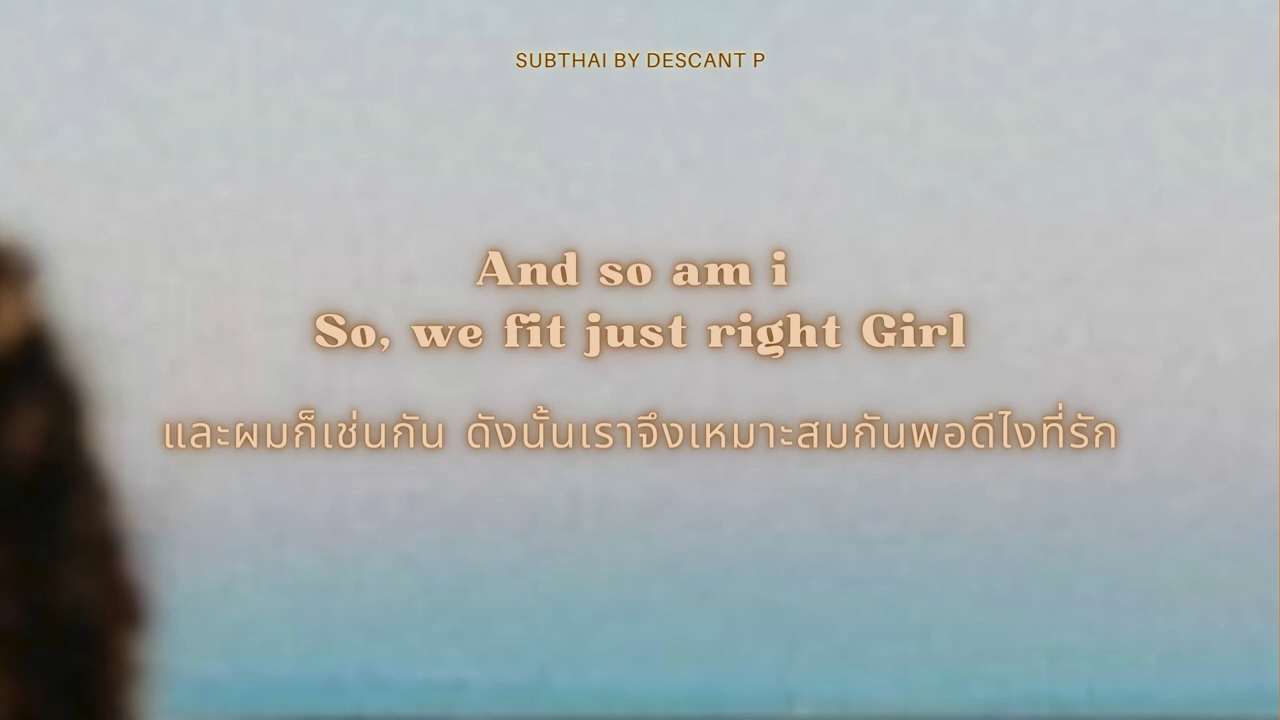 SUBTHAI BY DESCANT P
And so am i
So, we fit just right Girl
และผมก็เช่นกัน ดังนั้นเราจึงเหมาะสมกันพอดีไงที่รัก